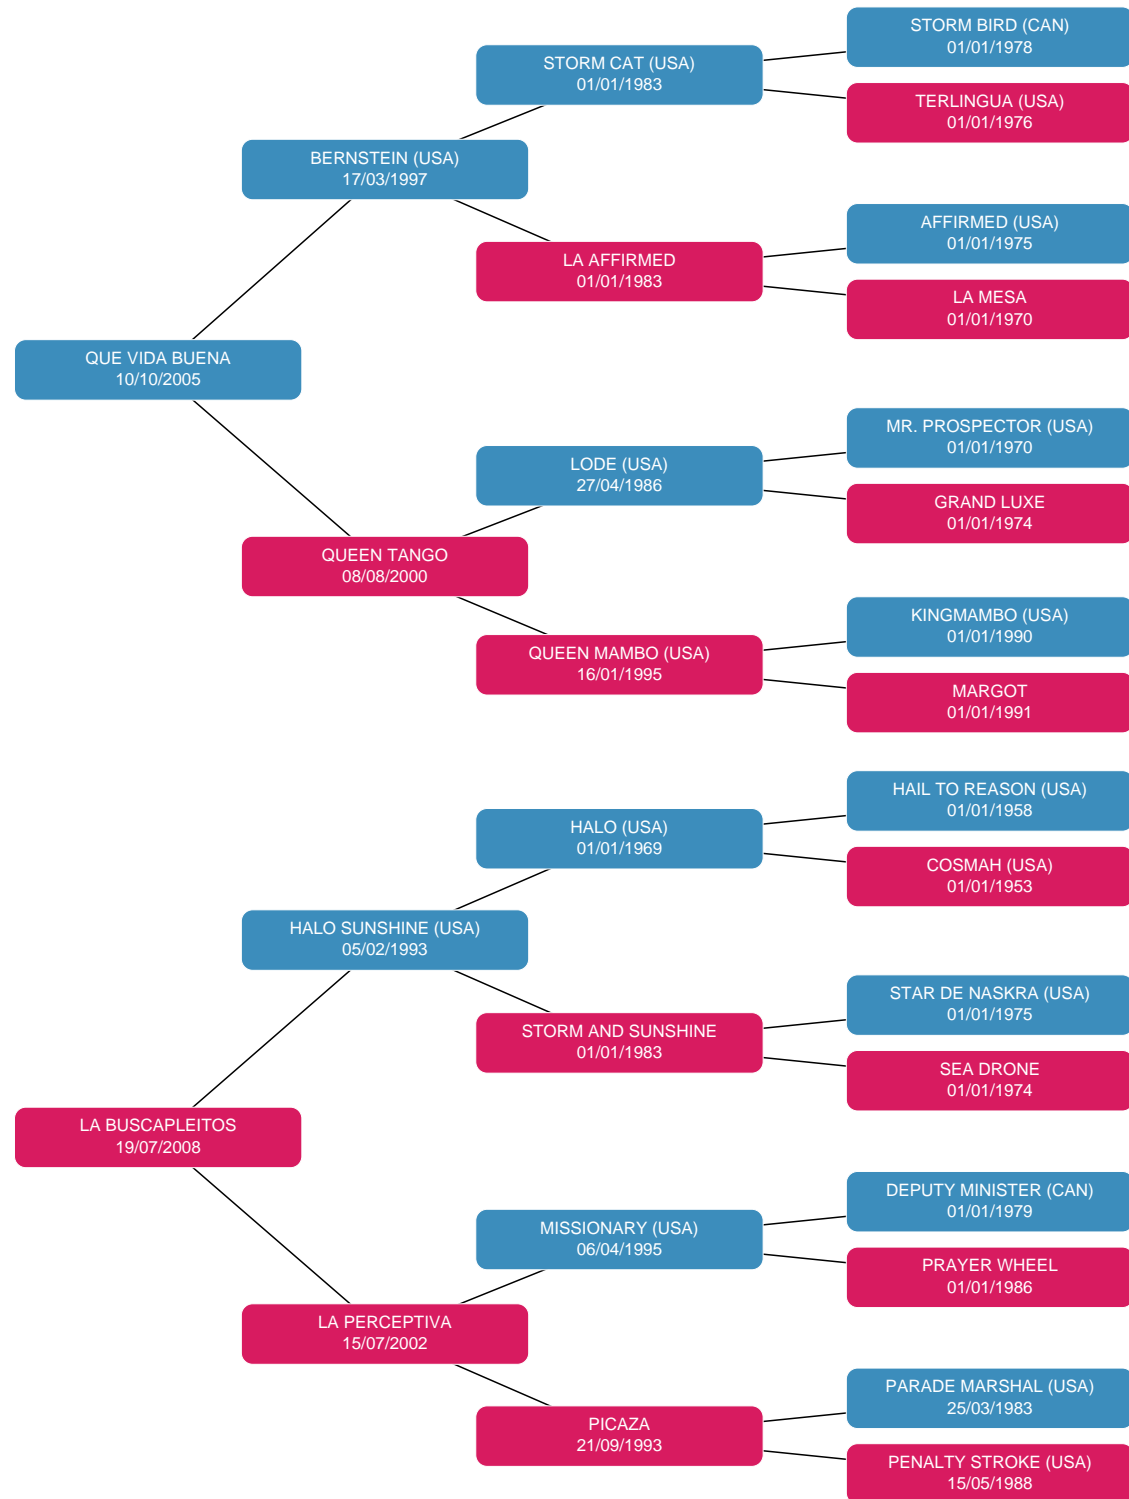 STORM BIRD (CAN)
01/01/1978
STORM CAT (USA)
01/01/1983
TERLINGUA (USA)
01/01/1976
BERNSTEIN (USA)
17/03/1997
AFFIRMED (USA)
01/01/1975
LA AFFIRMED
01/01/1983
LA MESA
01/01/1970
QUE VIDA BUENA
10/10/2005
MR. PROSPECTOR (USA)
01/01/1970
LODE (USA)
27/04/1986
GRAND LUXE
01/01/1974
QUEEN TANGO
08/08/2000
KINGMAMBO (USA)
01/01/1990
QUEEN MAMBO (USA)
16/01/1995
MARGOT
01/01/1991
HAIL TO REASON (USA)
01/01/1958
HALO (USA)
01/01/1969
COSMAH (USA)
01/01/1953
HALO SUNSHINE (USA)
05/02/1993
STAR DE NASKRA (USA)
01/01/1975
STORM AND SUNSHINE
01/01/1983
SEA DRONE
01/01/1974
LA BUSCAPLEITOS
19/07/2008
DEPUTY MINISTER (CAN)
01/01/1979
MISSIONARY (USA)
06/04/1995
PRAYER WHEEL
01/01/1986
LA PERCEPTIVA
15/07/2002
PARADE MARSHAL (USA)
25/03/1983
PICAZA
21/09/1993
PENALTY STROKE (USA)
15/05/1988